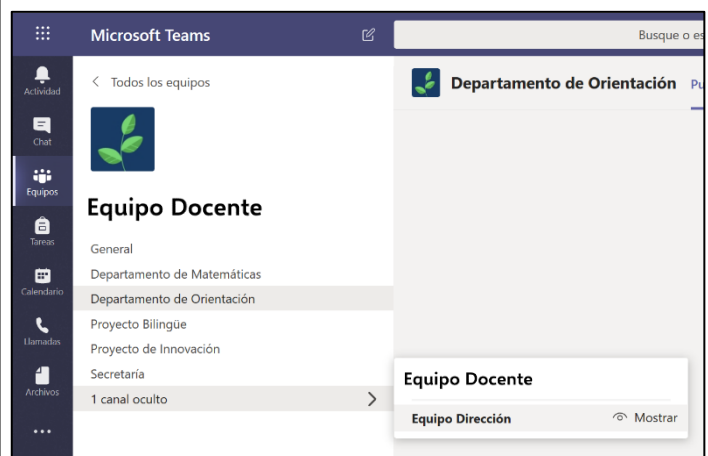 Microsoft Teams
Busque o es
Actividad
Chat
Equipos
Tareas
Calendario
Llamadas
Archivos
Todos los equipos
Equipo Docente
General
Departamento de Matemáticas
Departamento de Orientación
Proyecto Bilingüe
Proyecto de Innovación
Secretaría
1 canal oculto
Departamento de Orientación Pu
Equipo Docente
Equipo Dirección Mostrar